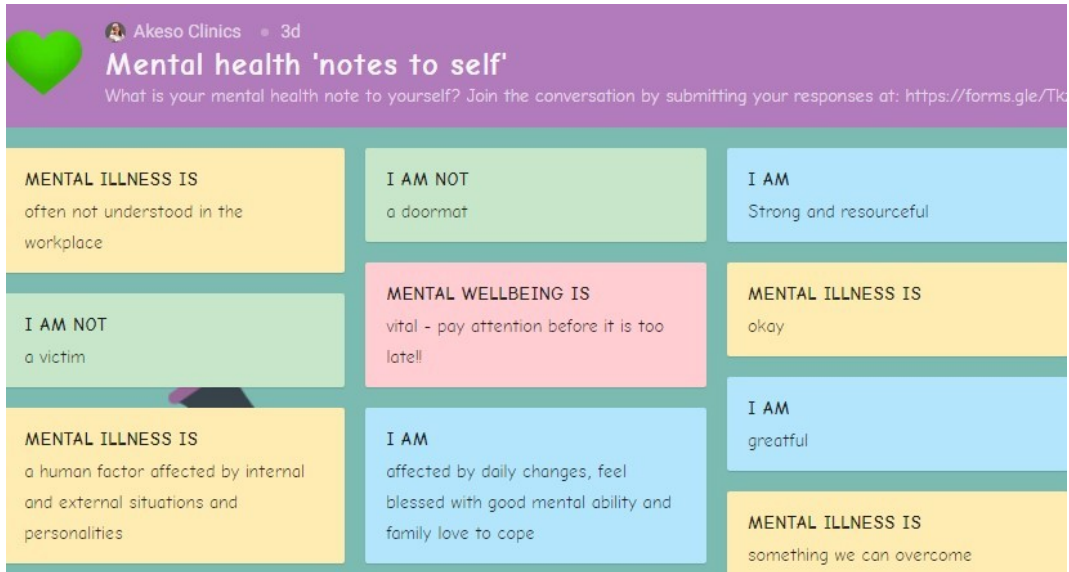 Akeso Clinics • 3d
Mental health 'notes to self'
What is your mental health note to yourself? Join the conversation by submitting your responses at: https://forms.gle/Tk
MENTAL ILLNESS IS
often not understood in the
workplace
I AM NOT
a victim
MENTAL ILLNESS IS
a human factor affected by internal
and external situations and
personalities
I AM NOT
a doormat
MENTAL WELLBEING IS
vital - pay attention before it is too
late!!
I AM
affected by daily changes, feel
blessed with good mental ability and
family love to cope
I AM
Strong and resourceful
MENTAL ILLNESS IS
okay
I AM
greatful
MENTAL ILLNESS IS
something we can overcome